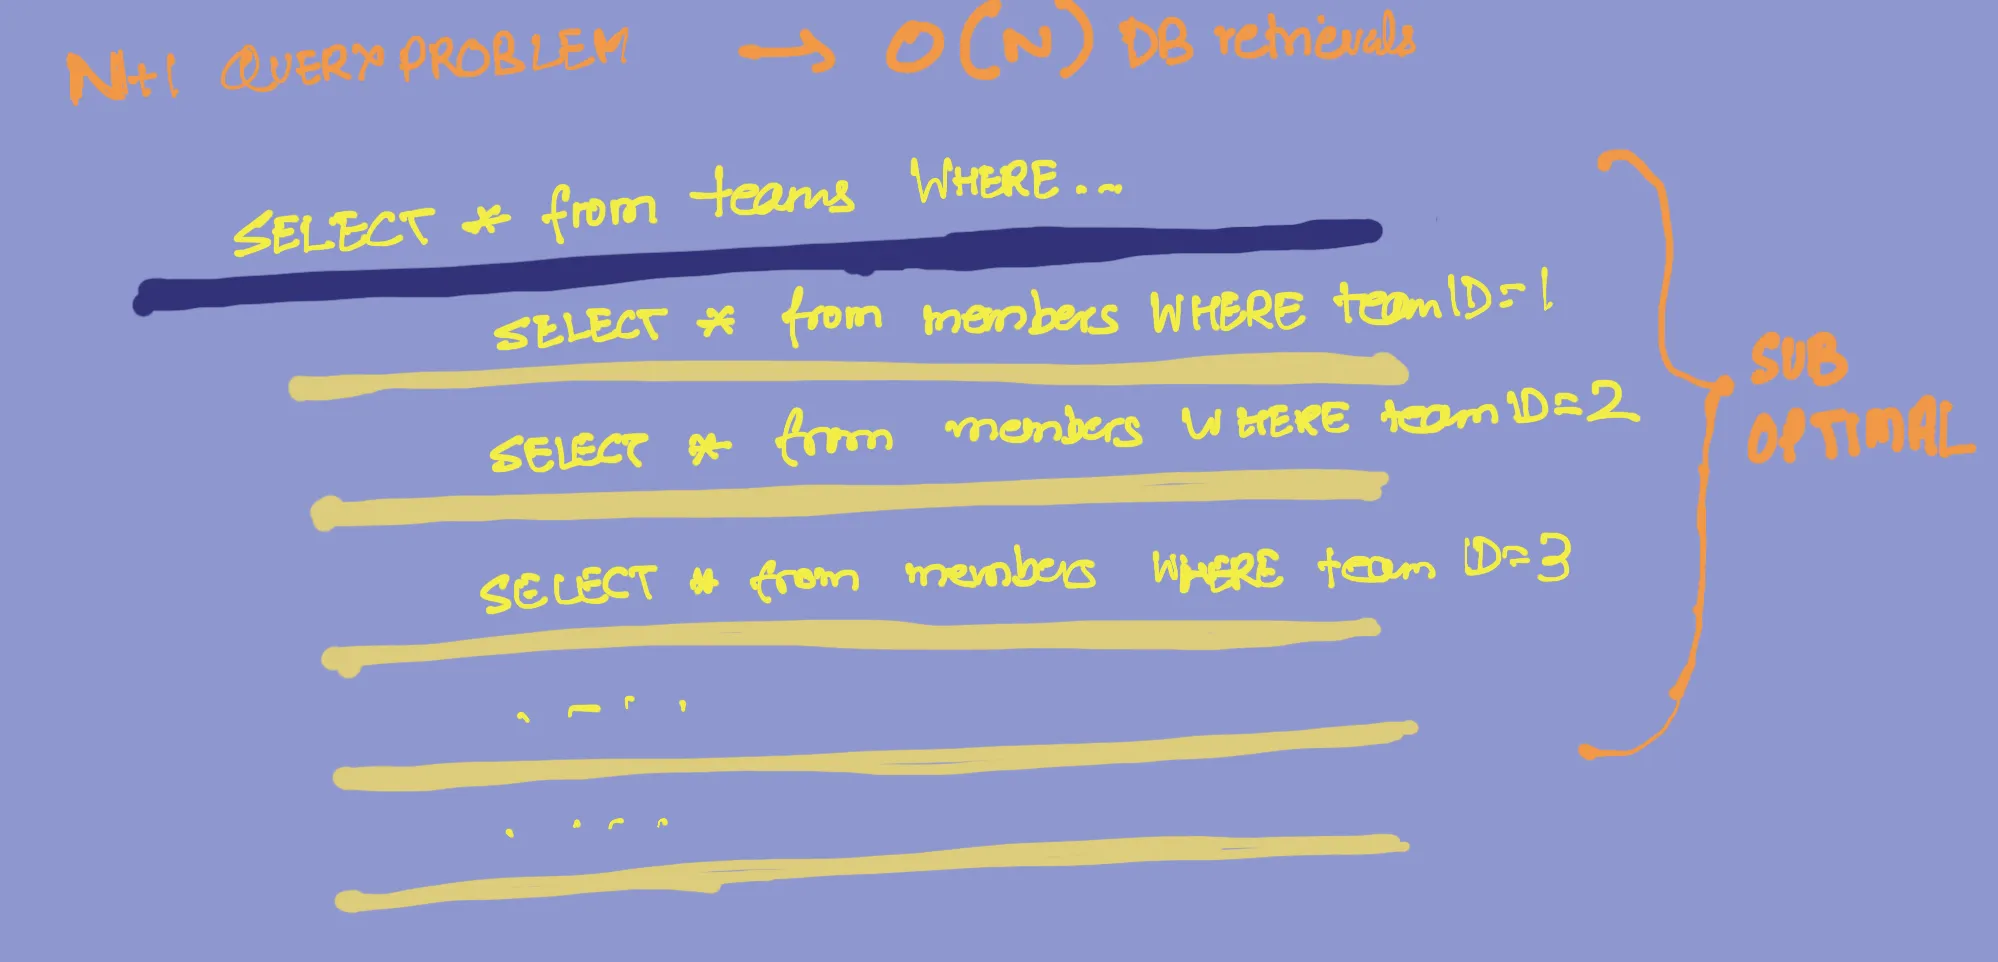 N+1 QUERY PROBLEM → O(N) DB retrievals
SELECT * from teams WHERE...
SELECT * from members WHERE teamID=1
SELECT * from members WHERE teamID=2
SELECT * from members WHERE team ID=3
....
....
SUB
OPTIMAL